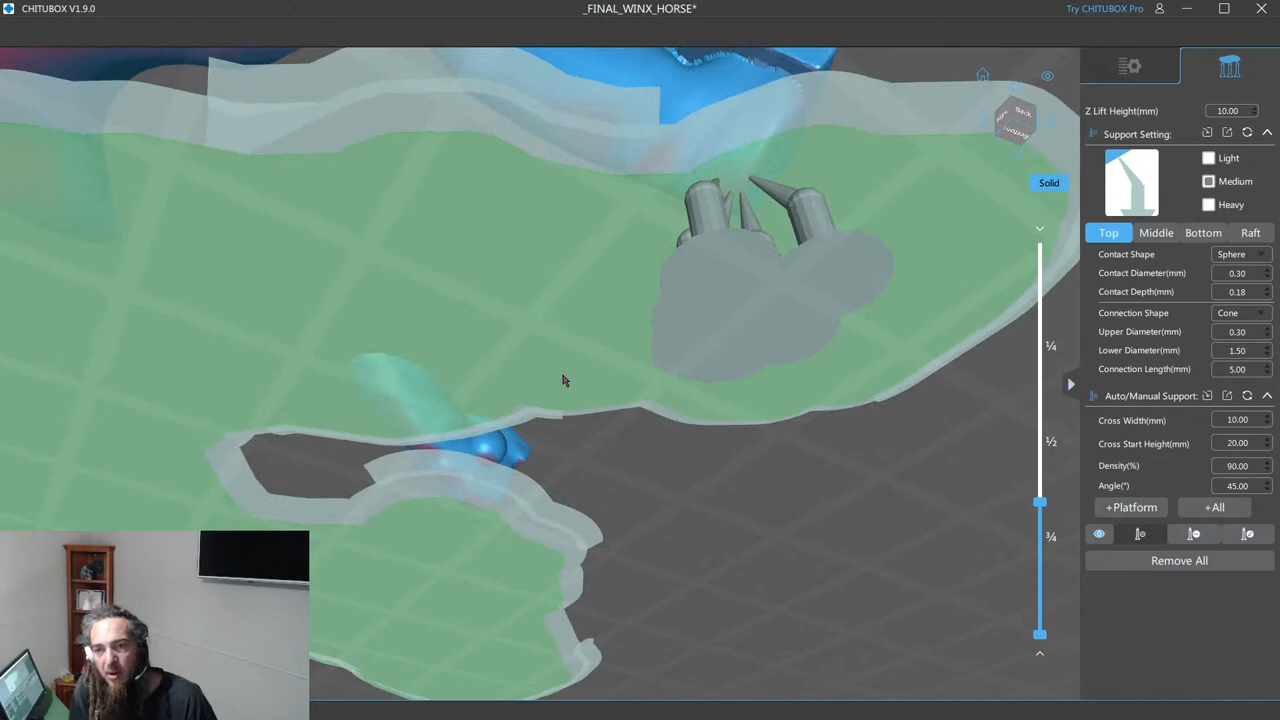 CHITUBOX V1.9.0
_FINAL_WINX_HORSE*
Try CHITUBOX Pro
Back
Solid
¼
½
¾
Z Lift Height(mm) 10.00
Support Setting:
Light
Medium
Heavy
Top Middle Bottom Raft
Contact Shape Sphere
Contact Diameter(mm) 0.30
Contact Depth(mm) 0.18
Connection Shape Cone
Upper Diameter(mm) 0.30
Lower Diameter(mm) 1.50
Connection Length(mm) 5.00
Auto/Manual Support:
Cross Width(mm) 10.00
Cross Start Height(mm) 20.00
Density(%) 90.00
Angle(°) 45.00
+Platform +All
Remove All